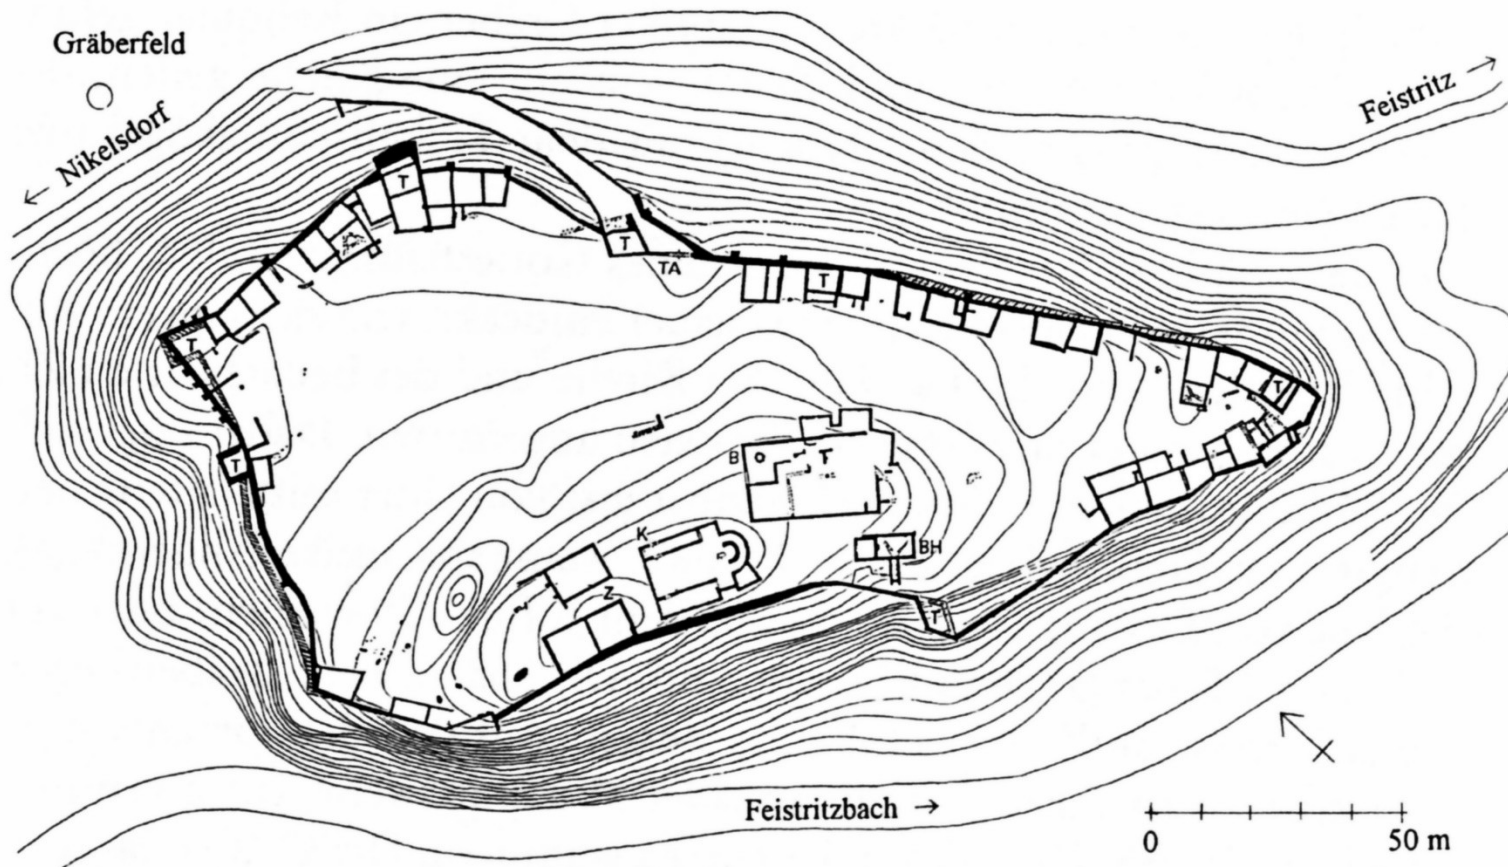 Gräberfeld
Feistritz →
← Nikelsdorf
T
T
TA
T
T
T
T
B
T
K
BH
Z
T
Feistritzbach →
0 50 m